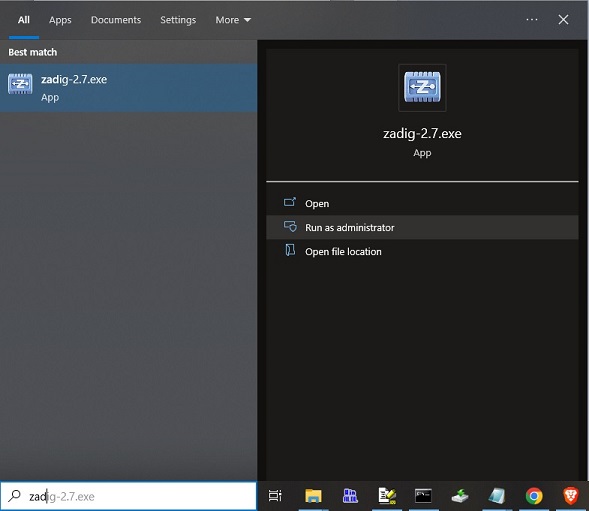 All Apps Documents Settings More
Best match
zadig-2.7.exe
App
zadig-2.7.exe
App
Open
Run as administrator
Open file location
zadig-2.7.exe